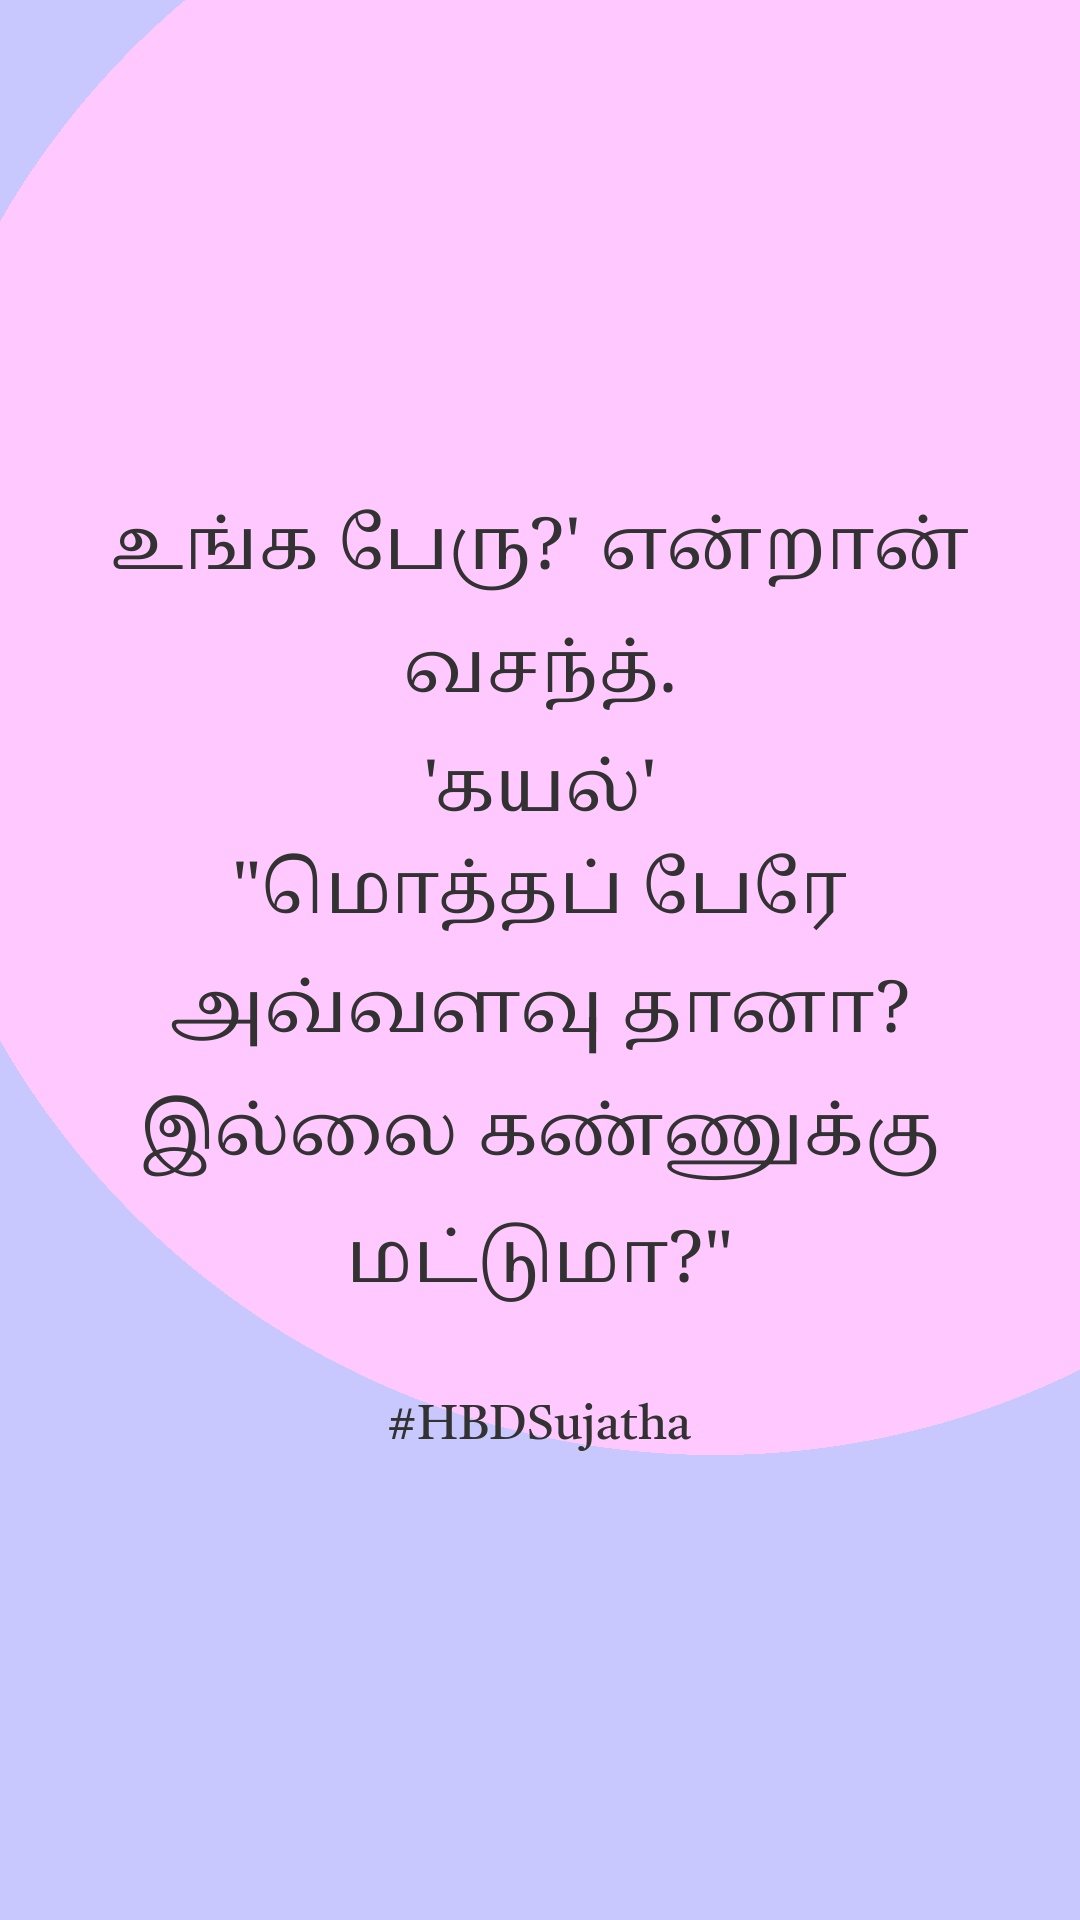 உங்க பேரு?' என்றான்
வசந்த்.
'கயல்'
"மொத்தப் பேரே
அவ்வளவு தானா?
இல்லை கண்ணுக்கு
மட்டுமா?"
#HBDSujatha